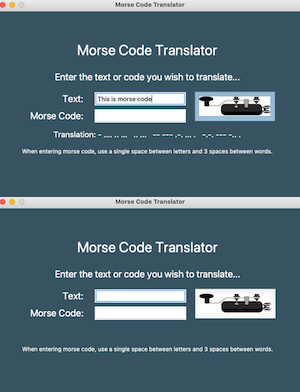 Morse Code Translator
Morse Code Translator
Enter the text or code you wish to translate...
Text: This is morse code
Morse Code:
Translation: - .... .. ...   .. ...   -- --- .-. ... .   -.-. --- -.. .
When entering morse code, use a single space between letters and 3 spaces between words.
Morse Code Translator
Morse Code Translator
Enter the text or code you wish to translate...
Text:
Morse Code:
When entering morse code, use a single space between letters and 3 spaces between words.